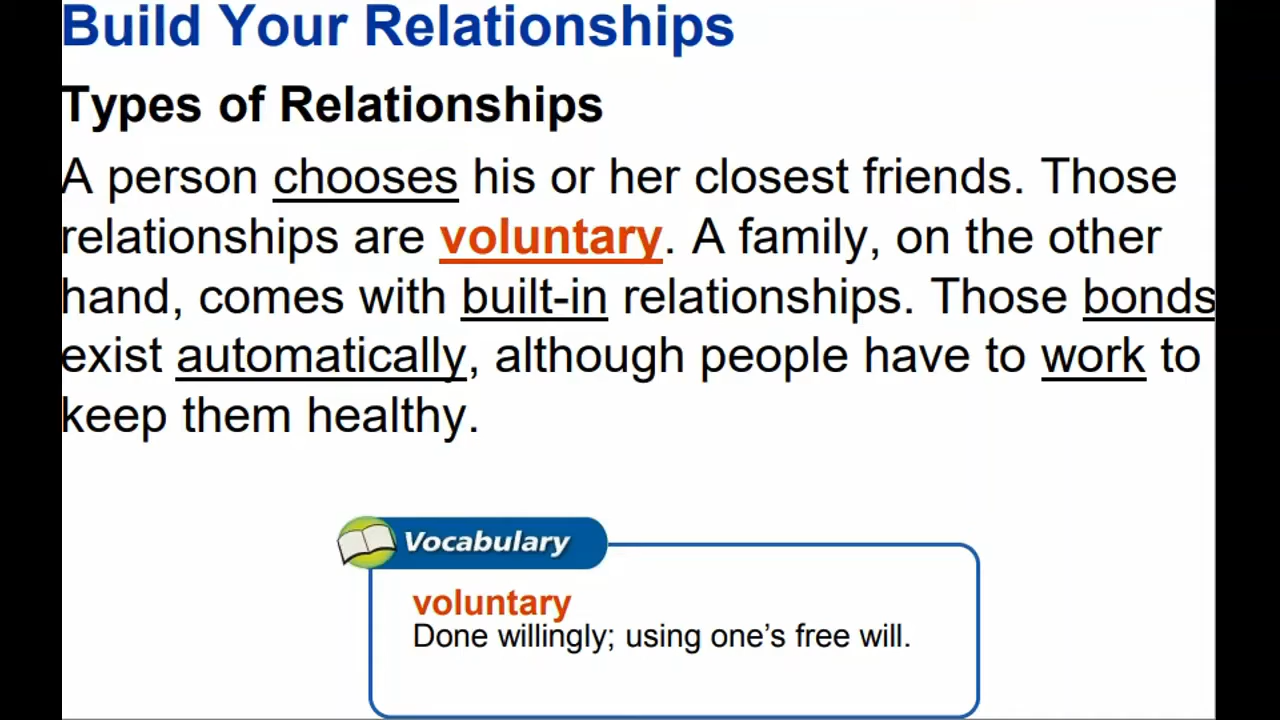 Build Your Relationships
Types of Relationships
A person chooses his or her closest friends. Those
relationships are voluntary. A family, on the other
hand, comes with built-in relationships. Those bonds
exist automatically, although people have to work to
keep them healthy.
Vocabulary
voluntary
Done willingly; using one's free will.